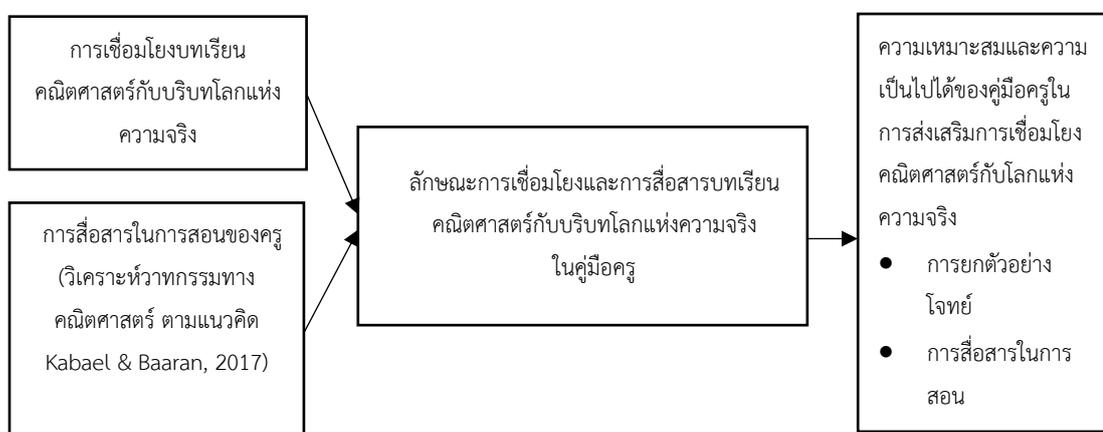 การเชื่อมโยงบทเรียน
คณิตศาสตร์กับบริบทโลกแห่ง
ความจริง
การสื่อสารในการสอนของครู
(วิเคราะห์วาทกรรมทาง
คณิตศาสตร์ ตามแนวคิด
Kabael & Baaran, 2017)
ลักษณะการเชื่อมโยงและการสื่อสารบทเรียน
คณิตศาสตร์กับบริบทโลกแห่งความจริง
ในคู่มือครู
ความเหมาะสมและความ
เป็นไปได้ของคู่มือครูใน
การส่งเสริมการเชื่อมโยง
คณิตศาสตร์กับโลกแห่ง
ความจริง
● การยกตัวอย่าง
โจทย์
● การสื่อสารในการ
สอน